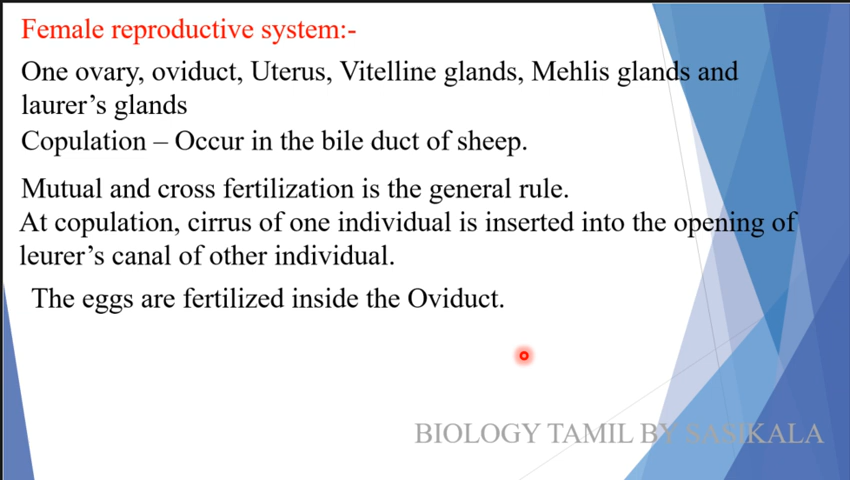 Female reproductive system:-
One ovary, oviduct, Uterus, Vitelline glands, Mehlis glands and
laurer’s glands
Copulation – Occur in the bile duct of sheep.
Mutual and cross fertilization is the general rule.
At copulation, cirrus of one individual is inserted into the opening of
leurer’s canal of other individual.
The eggs are fertilized inside the Oviduct.
BIOLOGY TAMIL BY SASIKALA